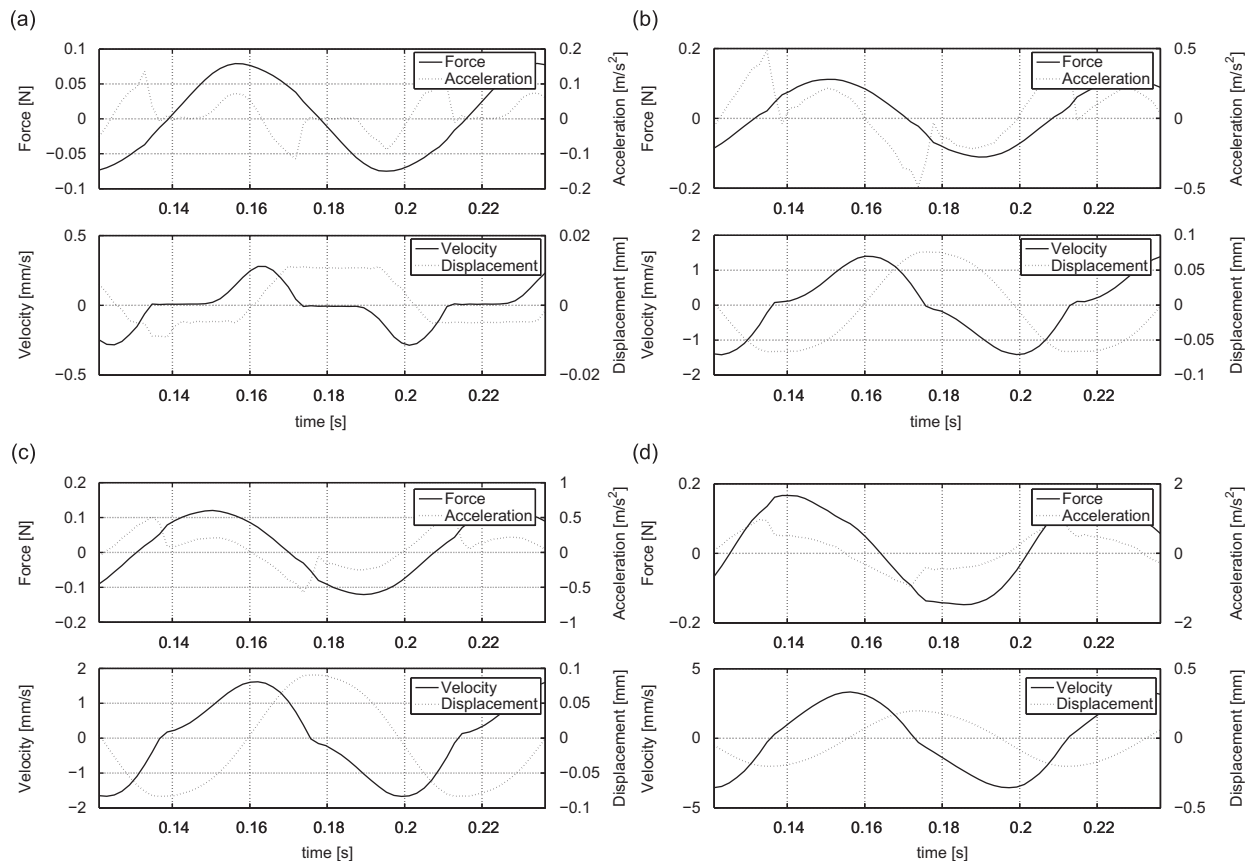 (a)
0.1
0.05
0
−0.05
−0.1
Force [N]
0.2
0.1
0
−0.1
−0.2
Acceleration [m/s²]
Force
Acceleration
0.14 0.16 0.18 0.2 0.22
0.5
0
−0.5
Velocity [mm/s]
0.02
0
−0.02
Displacement [mm]
Velocity
Displacement
0.14 0.16 0.18 0.2 0.22
time [s]
(b)
0.2
0
−0.2
Force [N]
0.5
0
−0.5
Acceleration [m/s²]
Force
Acceleration
0.14 0.16 0.18 0.2 0.22
2
1
0
−1
−2
Velocity [mm/s]
0.1
0.05
0
−0.05
−0.1
Displacement [mm]
Velocity
Displacement
0.14 0.16 0.18 0.2 0.22
time [s]
(c)
0.2
0.1
0
−0.1
−0.2
Force [N]
1
0.5
0
−0.5
−1
Acceleration [m/s²]
Force
Acceleration
0.14 0.16 0.18 0.2 0.22
2
1
0
−1
−2
Velocity [mm/s]
0.1
0.05
0
−0.05
−0.1
Displacement [mm]
Velocity
Displacement
0.14 0.16 0.18 0.2 0.22
time [s]
(d)
0.2
0
−0.2
Force [N]
2
0
−2
Acceleration [m/s²]
Force
Acceleration
0.14 0.16 0.18 0.2 0.22
5
0
−5
Velocity [mm/s]
0.5
0
−0.5
Displacement [mm]
Velocity
Displacement
0.14 0.16 0.18 0.2 0.22
time [s]